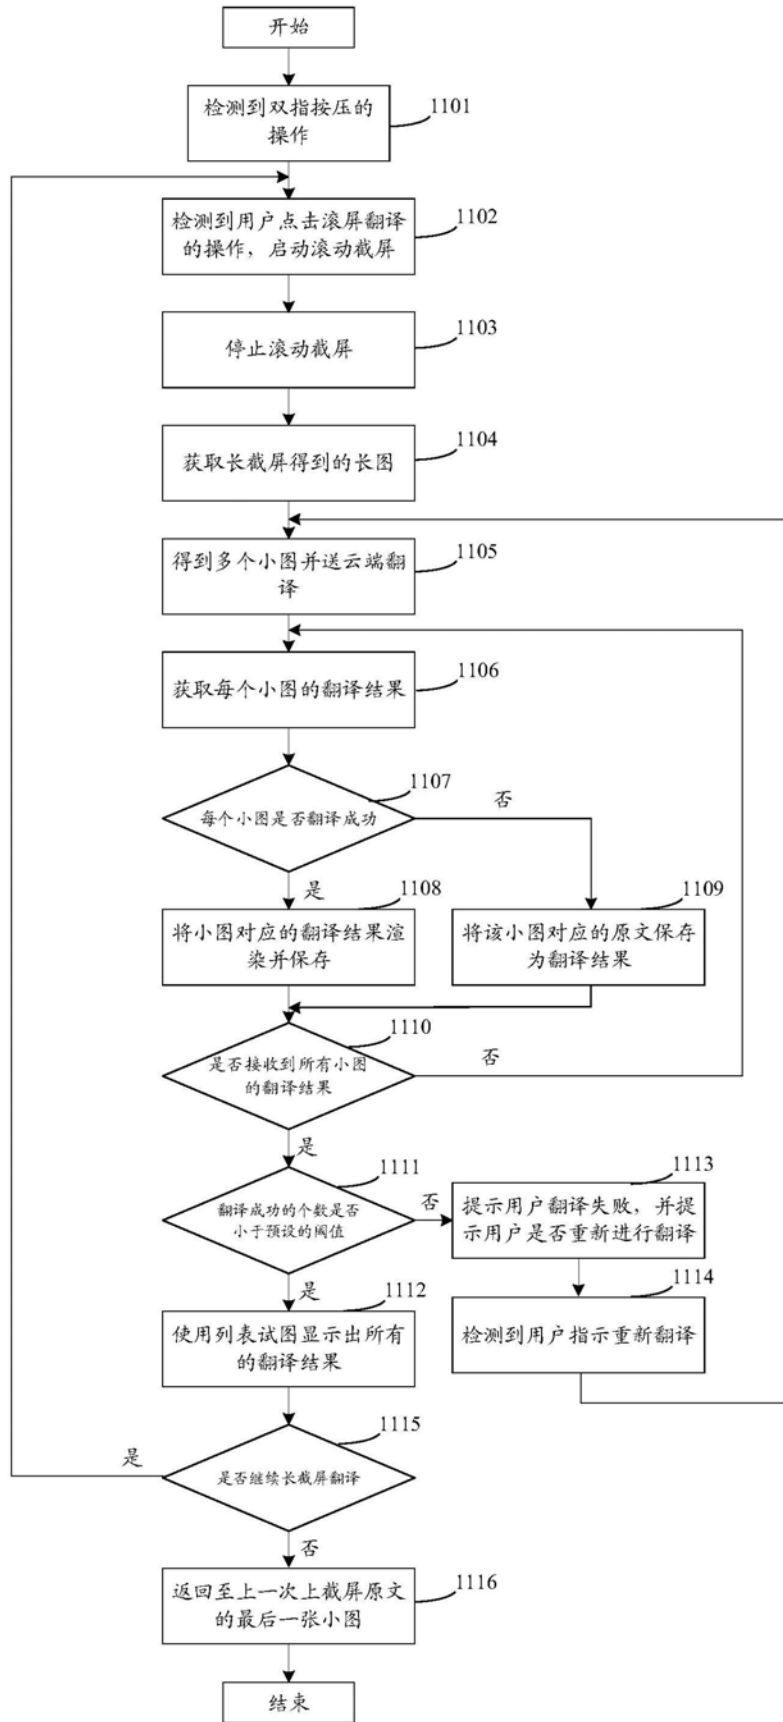 开始
检测到双指按压的
操作
1101
检测到用户点击滚屏翻译
的操作，启动滚动截屏
1102
停止滚动截屏
1103
获取长截屏得到的长图
1104
得到多个小图并送云端翻
译
1105
获取每个小图的翻译结果
1106
每个小图是否翻译成功
1107
否
是
将小图对应的翻译结果渲
染并保存
1108
将该小图对应的原文保存
为翻译结果
1109
是否接收到所有小图
的翻译结果
1110
否
是
翻译成功的个数是否
小于预设的阈值
1111
否
是
提示用户翻译失败，并提
示用户是否重新进行翻译
1113
使用列表试图显示出所有
的翻译结果
1112
检测到用户指示重新翻译
1114
是否继续长截屏翻译
1115
是
否
返回至上一次上截屏原文
的最后一张小图
1116
结束